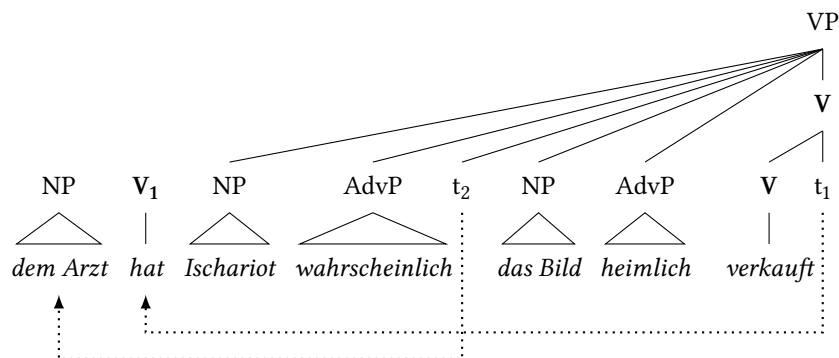 VP
V
NP V₁ NP AdvP t₂ NP AdvP V t₁
dem Arzt hat Ischariot wahrscheinlich das Bild heimlich verkauft